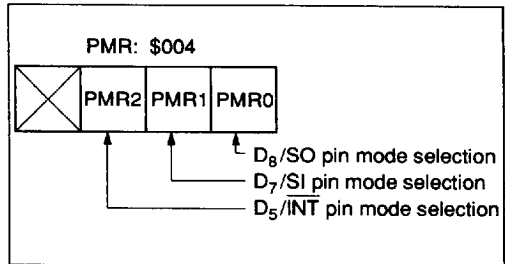 PMR: $004
PMR2 PMR1 PMR0
D₈/SO pin mode selection
D₇/SI pin mode selection
D₅/I̅N̅T̅ pin mode selection